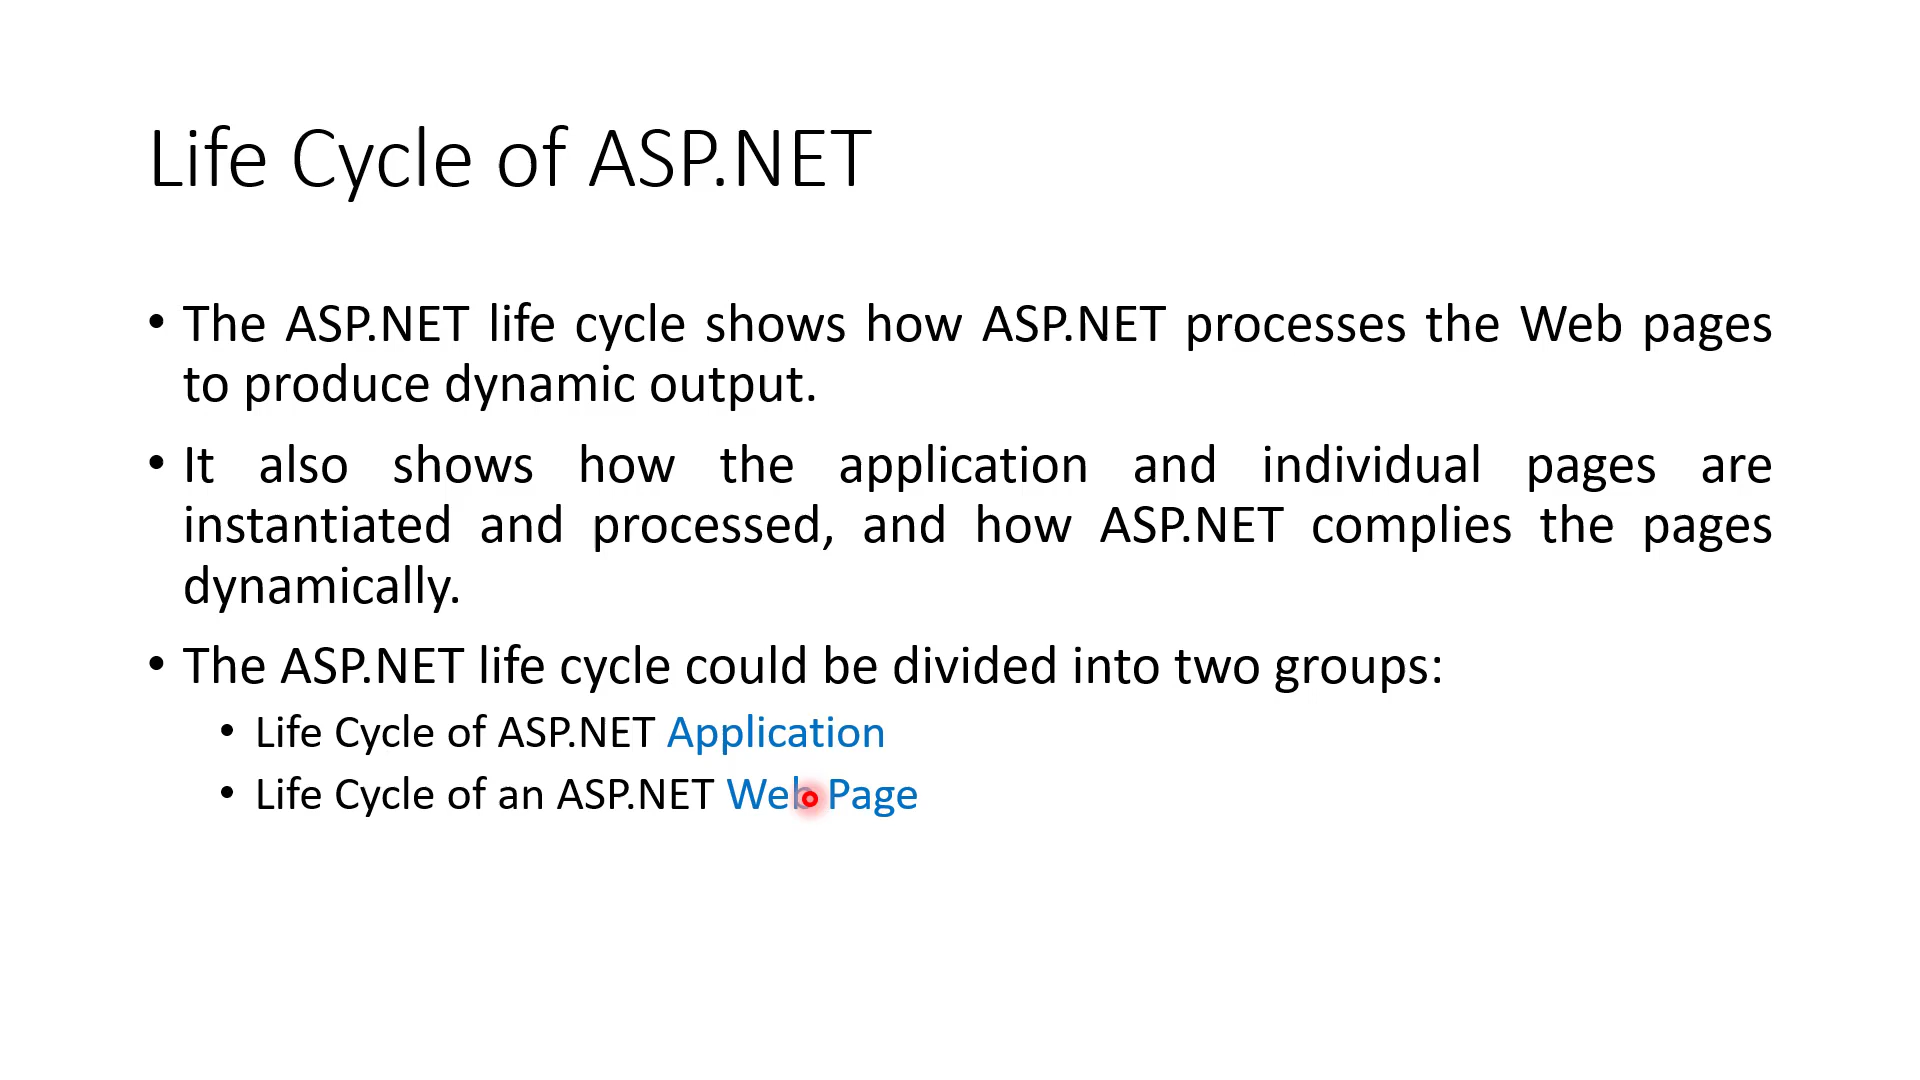 Life Cycle of ASP.NET
• The ASP.NET life cycle shows how ASP.NET processes the Web pages
to produce dynamic output.
• It also shows how the application and individual pages are
instantiated and processed, and how ASP.NET complies the pages
dynamically.
• The ASP.NET life cycle could be divided into two groups:
• Life Cycle of ASP.NET Application
• Life Cycle of an ASP.NET Web Page